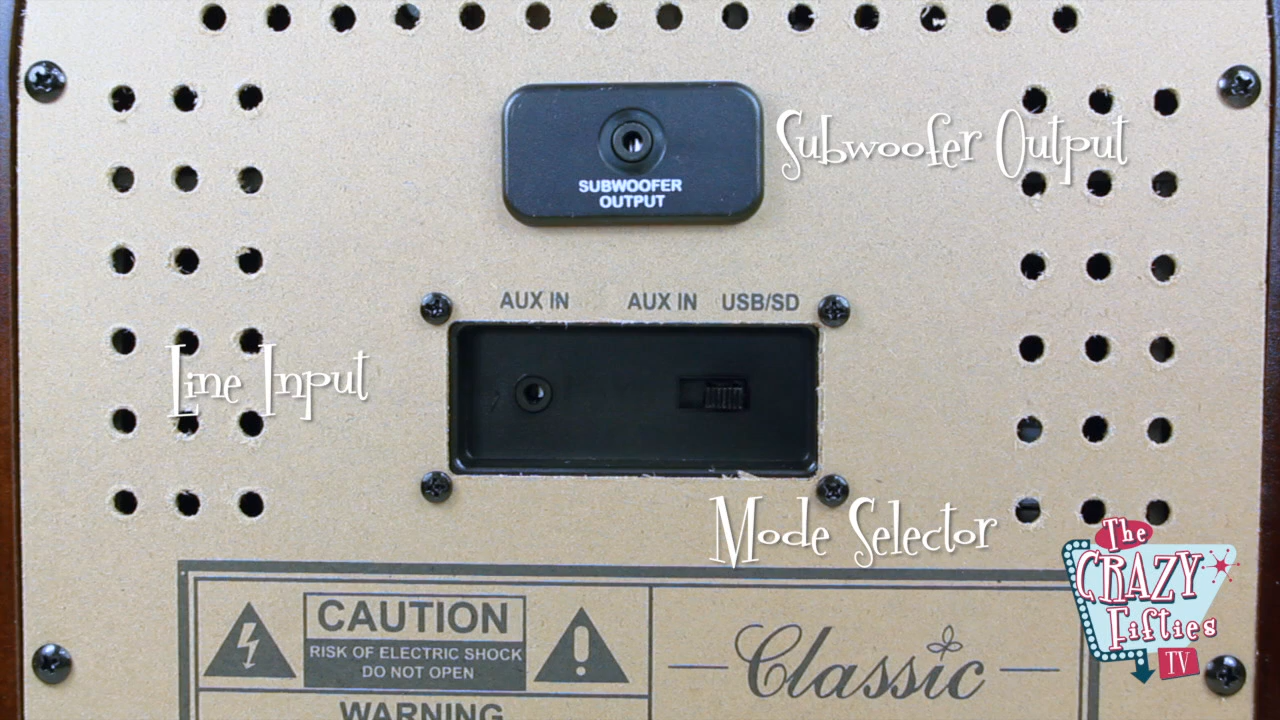 Subwoofer Output
SUBWOOFER
OUTPUT
AUX IN AUX IN USB/SD
Line Input
Mode Selector
The
CRAZY
Fifties
TV
CAUTION
RISK OF ELECTRIC SHOCK
DO NOT OPEN
Classic
WARNING